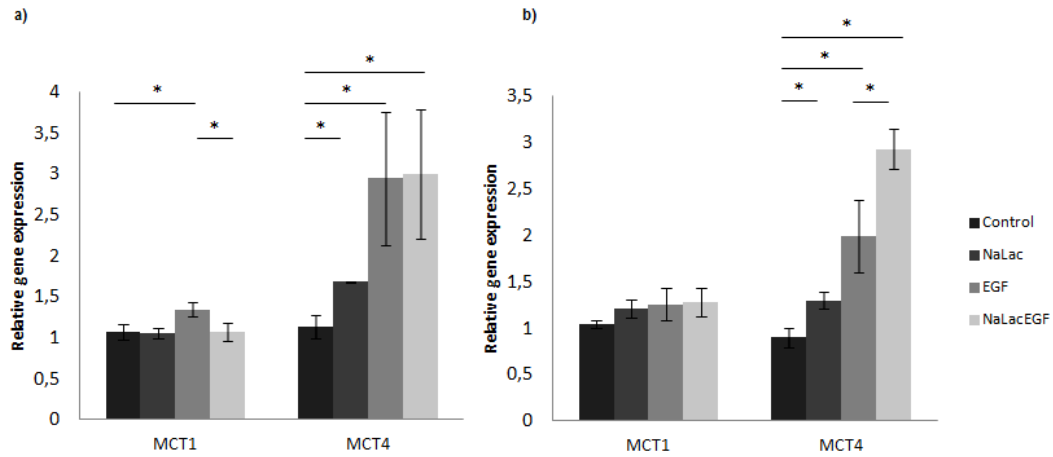 a)
*
*
*
*
*
4
3,5
3
2,5
2
1,5
1
0,5
0
Relative gene expression
MCT1
MCT4
b)
*
*
*
*
3,5
3
2,5
2
1,5
1
0,5
0
Relative gene expression
MCT1
MCT4
Control
NaLac
EGF
NaLacEGF